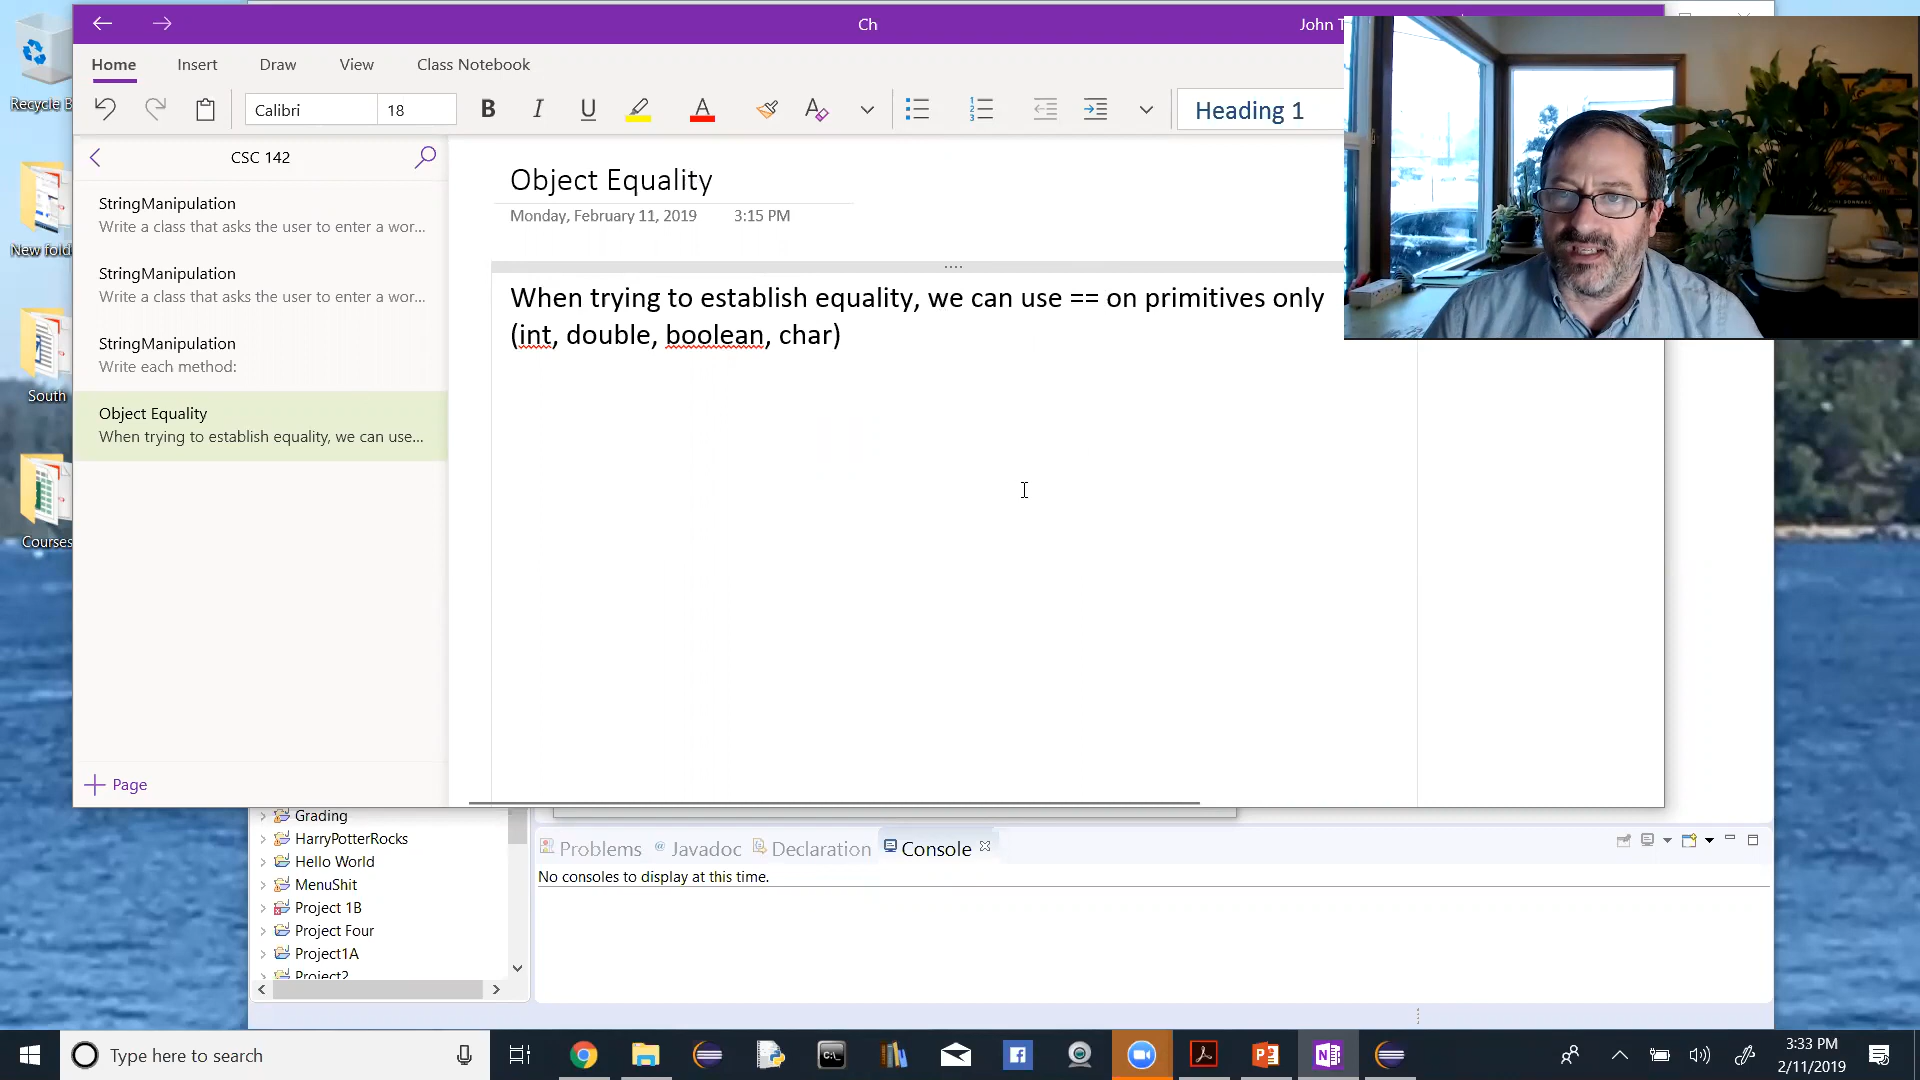 Ch
John T
Home
Insert
Draw
View
Class Notebook
Calibri
18
B
I
U
A
A
Heading 1
Recycle B
New fold
South
Courses
CSC 142
StringManipulation
Write a class that asks the user to enter a wor...
StringManipulation
Write a class that asks the user to enter a wor...
StringManipulation
Write each method:
Object Equality
When trying to establish equality, we can use...
Page
Object Equality
Monday, February 11, 2019
3:15 PM
When trying to establish equality, we can use == on primitives only
(int, double, boolean, char)
Grading
HarryPotterRocks
Hello World
MenuShit
Project 1B
Project Four
Project1A
Project2
Problems
@ Javadoc
Declaration
Console
No consoles to display at this time.
Type here to search
3:33 PM
2/11/2019